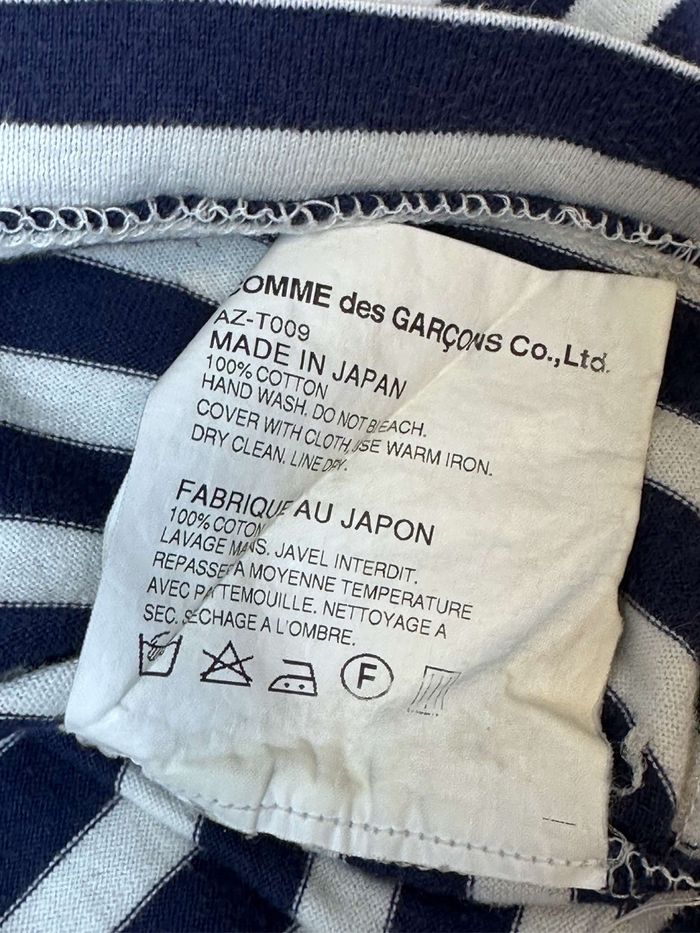 COMME des GARÇONS Co.,Ltd.
AZ-T009
MADE IN JAPAN
100% COTTON
HAND WASH. DO NOT BLEACH.
COVER WITH CLOTH, USE WARM IRON.
DRY CLEAN. LINE DRY.
FABRIQUE AU JAPON
100% COTON
LAVAGE MAINS. JAVEL INTERDIT.
REPASSER A MOYENNE TEMPERATURE
AVEC PATTEMOUILLE. NETTOYAGE A
SEC. SECHAGE A L'OMBRE.
F